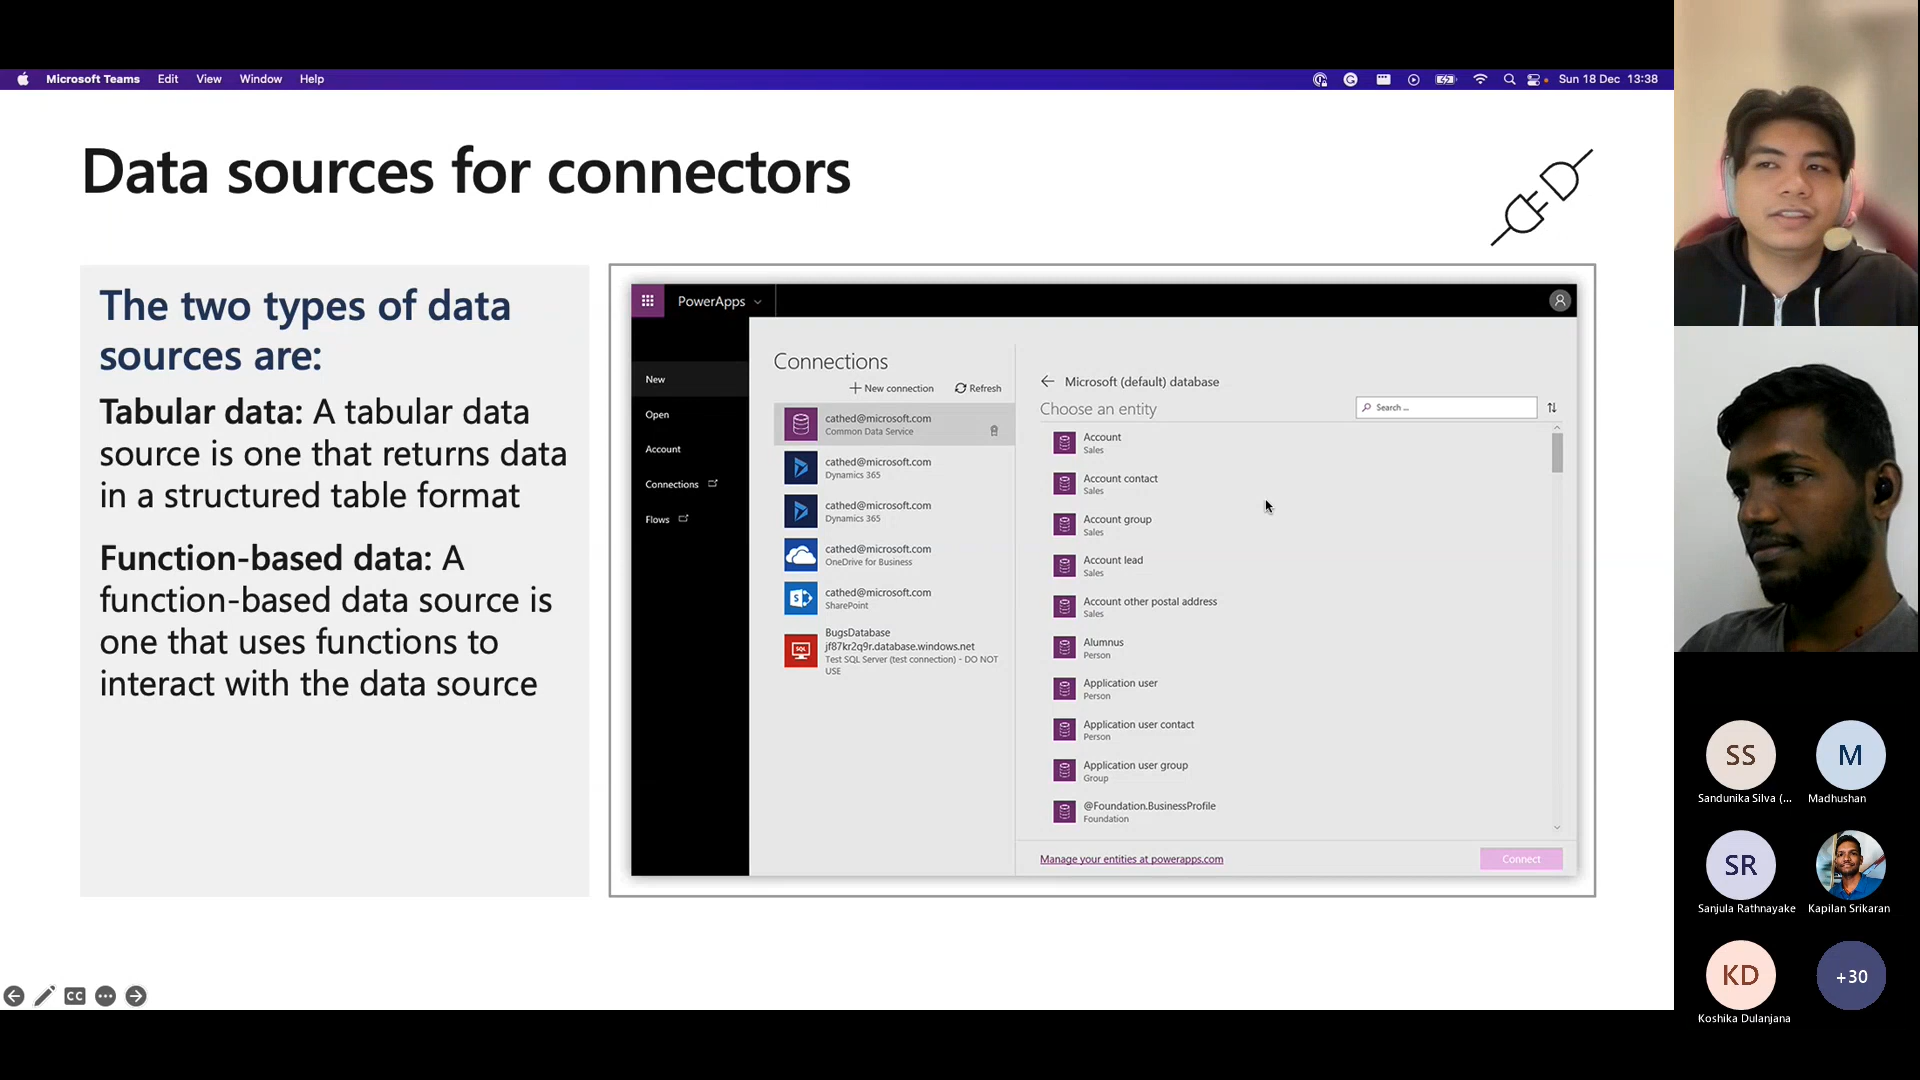 Microsoft Teams Edit View Window Help
Sun 18 Dec 13:38
Data sources for connectors
The two types of data
sources are:
Tabular data: A tabular data
source is one that returns data
in a structured table format
Function-based data: A
function-based data source is
one that uses functions to
interact with the data source
PowerApps
New
Open
Account
Connections
Flows
Connections
New connection Refresh
cathed@microsoft.com
Common Data Service
cathed@microsoft.com
Dynamics 365
cathed@microsoft.com
Dynamics 365
cathed@microsoft.com
OneDrive for Business
cathed@microsoft.com
SharePoint
BugsDatabase
jf87kr2q9r.database.windows.net
Test SQL Server (test connection) - DO NOT
USE
SQL
S
Microsoft (default) database
Choose an entity
Search ...
Account
Sales
Account contact
Sales
Account group
Sales
Account lead
Sales
Account other postal address
Sales
Alumnus
Person
Application user
Person
Application user contact
Person
Application user group
Group
@Foundation.BusinessProfile
Foundation
Manage your entities at powerapps.com
Connect
CC
SS
Sandunika Silva (...
M
Madhushan
SR
Sanjula Rathnayake
Kapilan Srikaran
KD
Koshika Dulanjana
+30